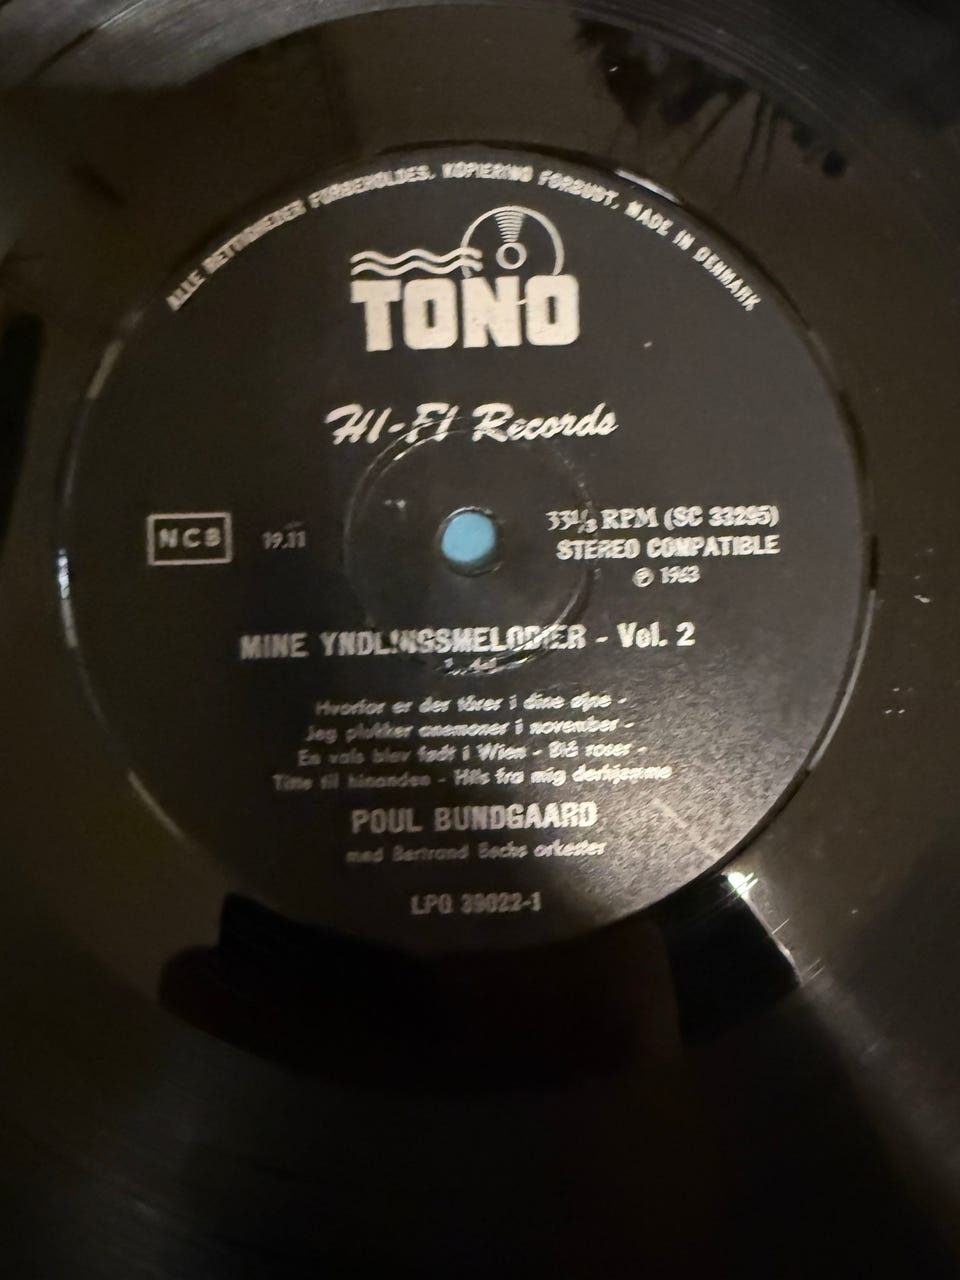 ALLE RETTIGHEDER FORBEHOLDES. KOPIERING FORBUDT. MADE IN DENMARK
TONO
HI-FI Records
NCB
19.11
33⅓ RPM (SC 33295)
STEREO COMPATIBLE
℗ 1963
MINE YNDLINGSMELODIER - Vol. 2
Hvorfor er der tårer i dine øjne -
Jeg plukker anemoner i november -
En vals blev født i Wien - Blå roser -
Titte til hinanden - Hils fra mig derhjemme
POUL BUNDGAARD
med Bertrand Bechs orkester
LPQ 39022-1